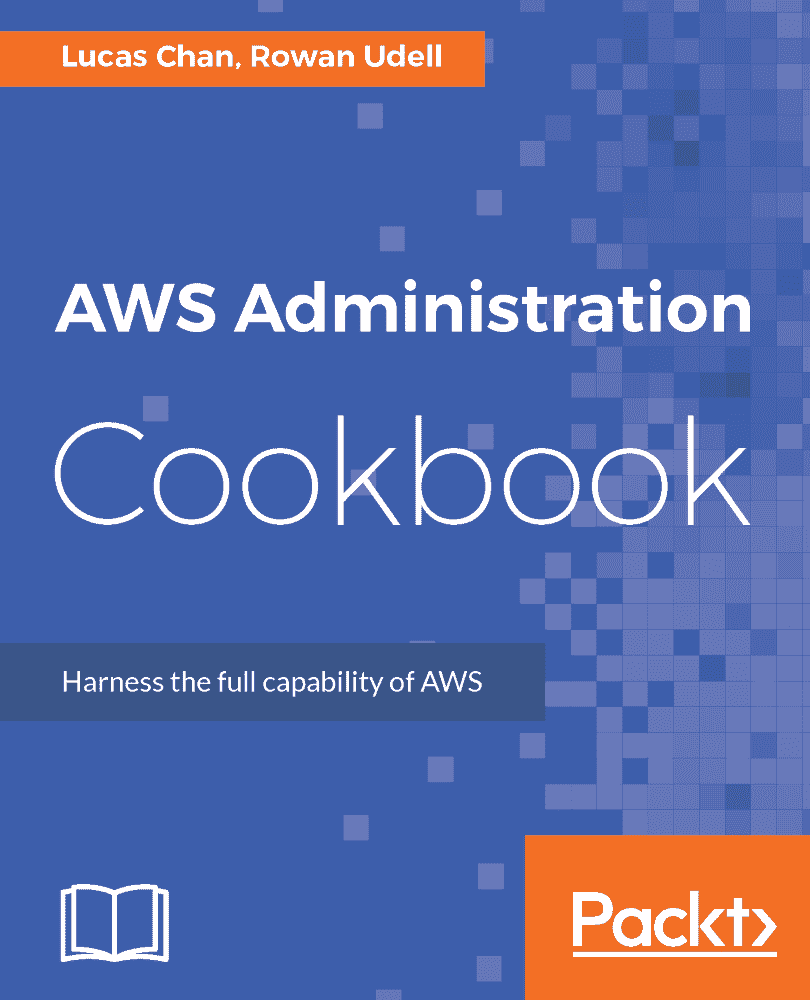 Lucas Chan, Rowan Udell
AWS Administration
Cookbook
Harness the full capability of AWS
Packt>